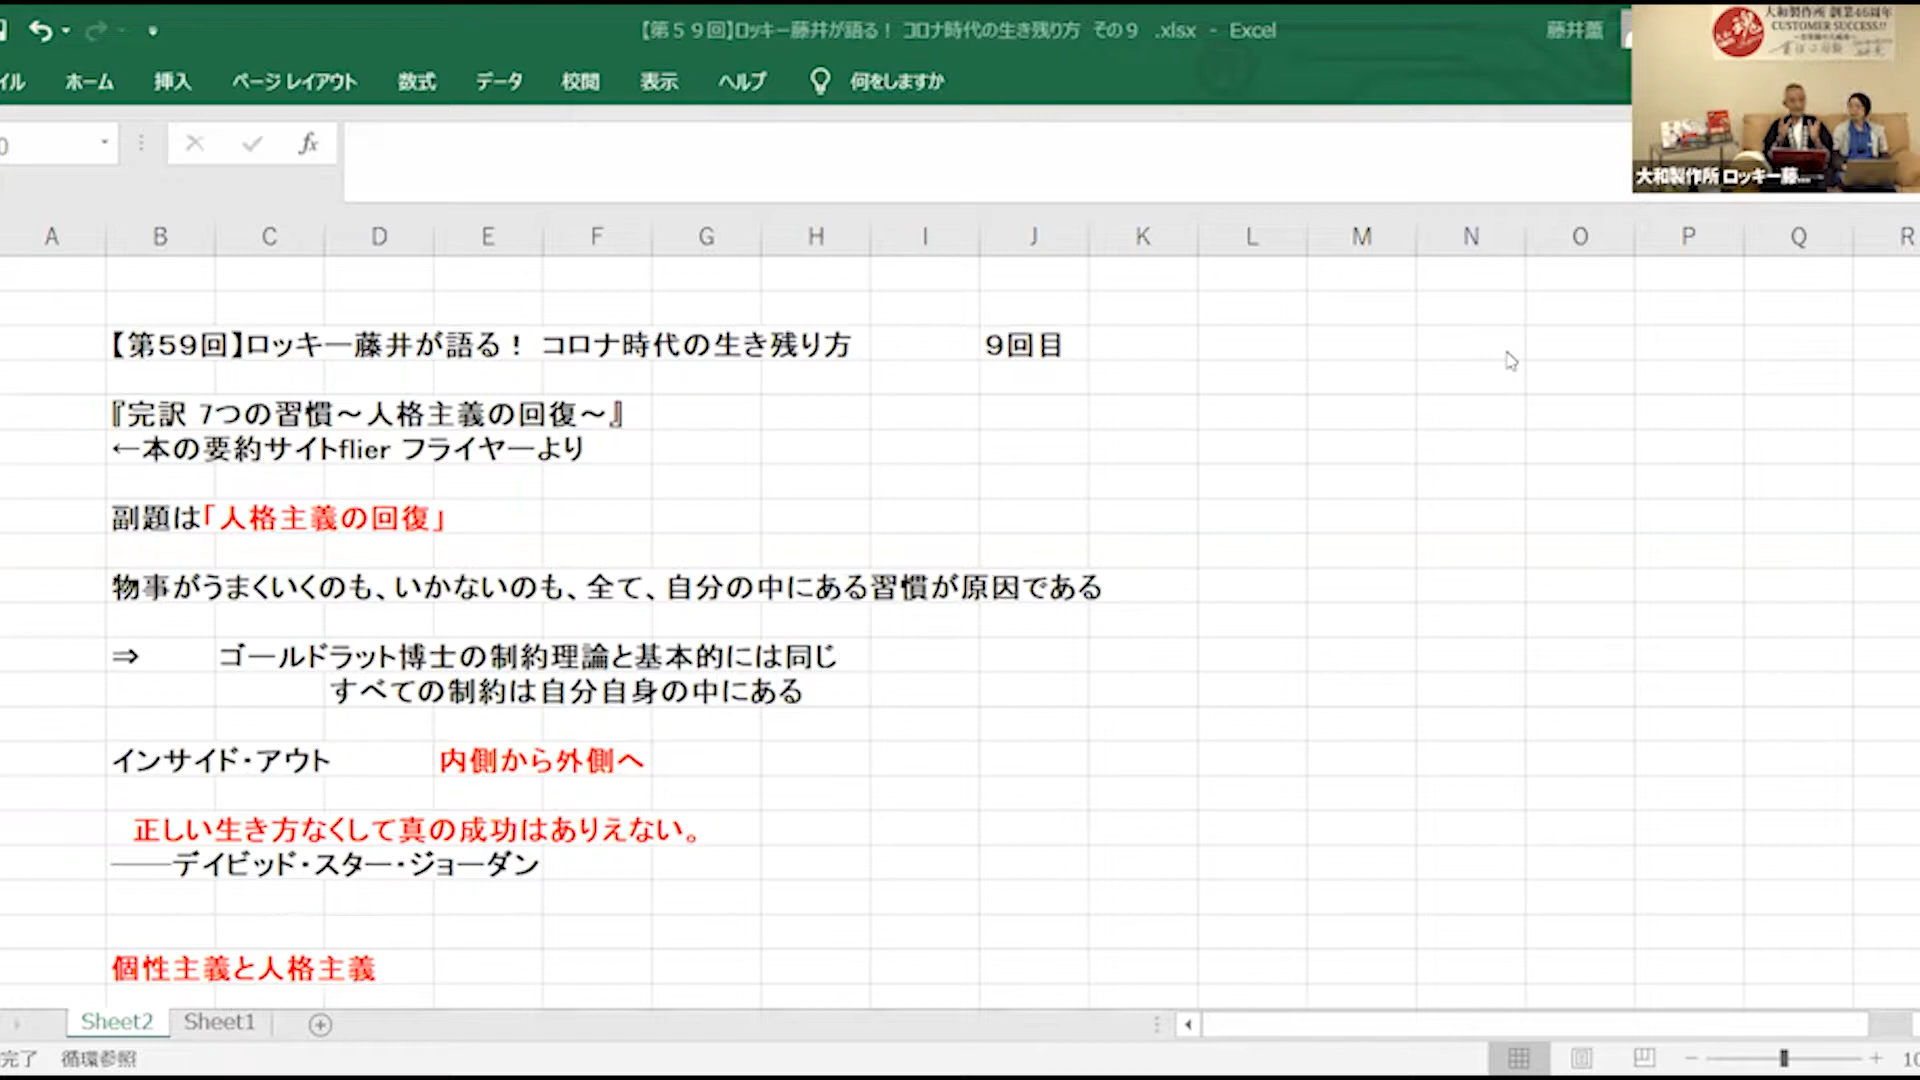 【第５９回】ロッキー藤井が語る！ コロナ時代の生き残り方 その９ .xlsx - Excel
藤井薫
イル ホーム 挿入 ページ レイアウト 数式 データ 校閲 表示 ヘルプ 何をしますか
大和製作所 創業46周年
CUSTOMER SUCCESS!!
魂
大和製作所 ロッキー藤...
fx
A B C D E F G H I J K L M N O P Q R
【第５９回】ロッキー藤井が語る！ コロナ時代の生き残り方 ９回目
『完訳 7つの習慣～人格主義の回復～』
←本の要約サイトflier フライヤーより
副題は「人格主義の回復」
物事がうまくいくのも、いかないのも、全て、自分の中にある習慣が原因である
⇒ ゴールドラット博士の制約理論と基本的には同じ
すべての制約は自分自身の中にある
インサイド・アウト 内側から外側へ
正しい生き方なくして真の成功はありえない。
――デイビッド・スター・ジョーダン
個性主義と人格主義
Sheet2 Sheet1
完了 循環参照